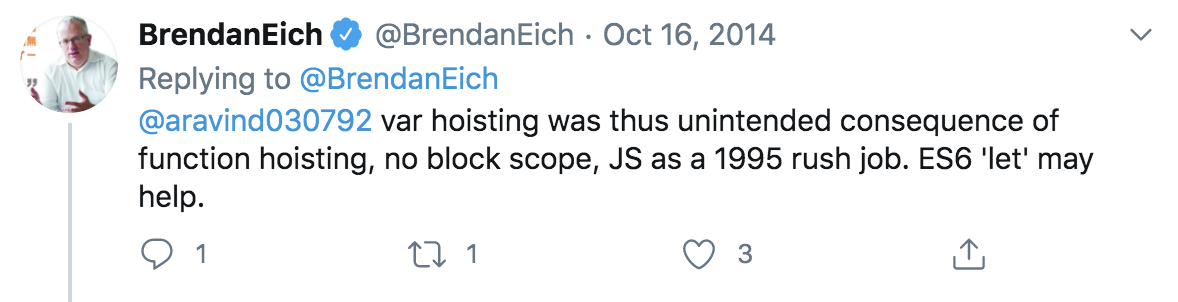 BrendanEich @BrendanEich · Oct 16, 2014
Replying to @BrendanEich
@aravind030792 var hoisting was thus unintended consequence of
function hoisting, no block scope, JS as a 1995 rush job. ES6 'let' may
help.
1 1 3